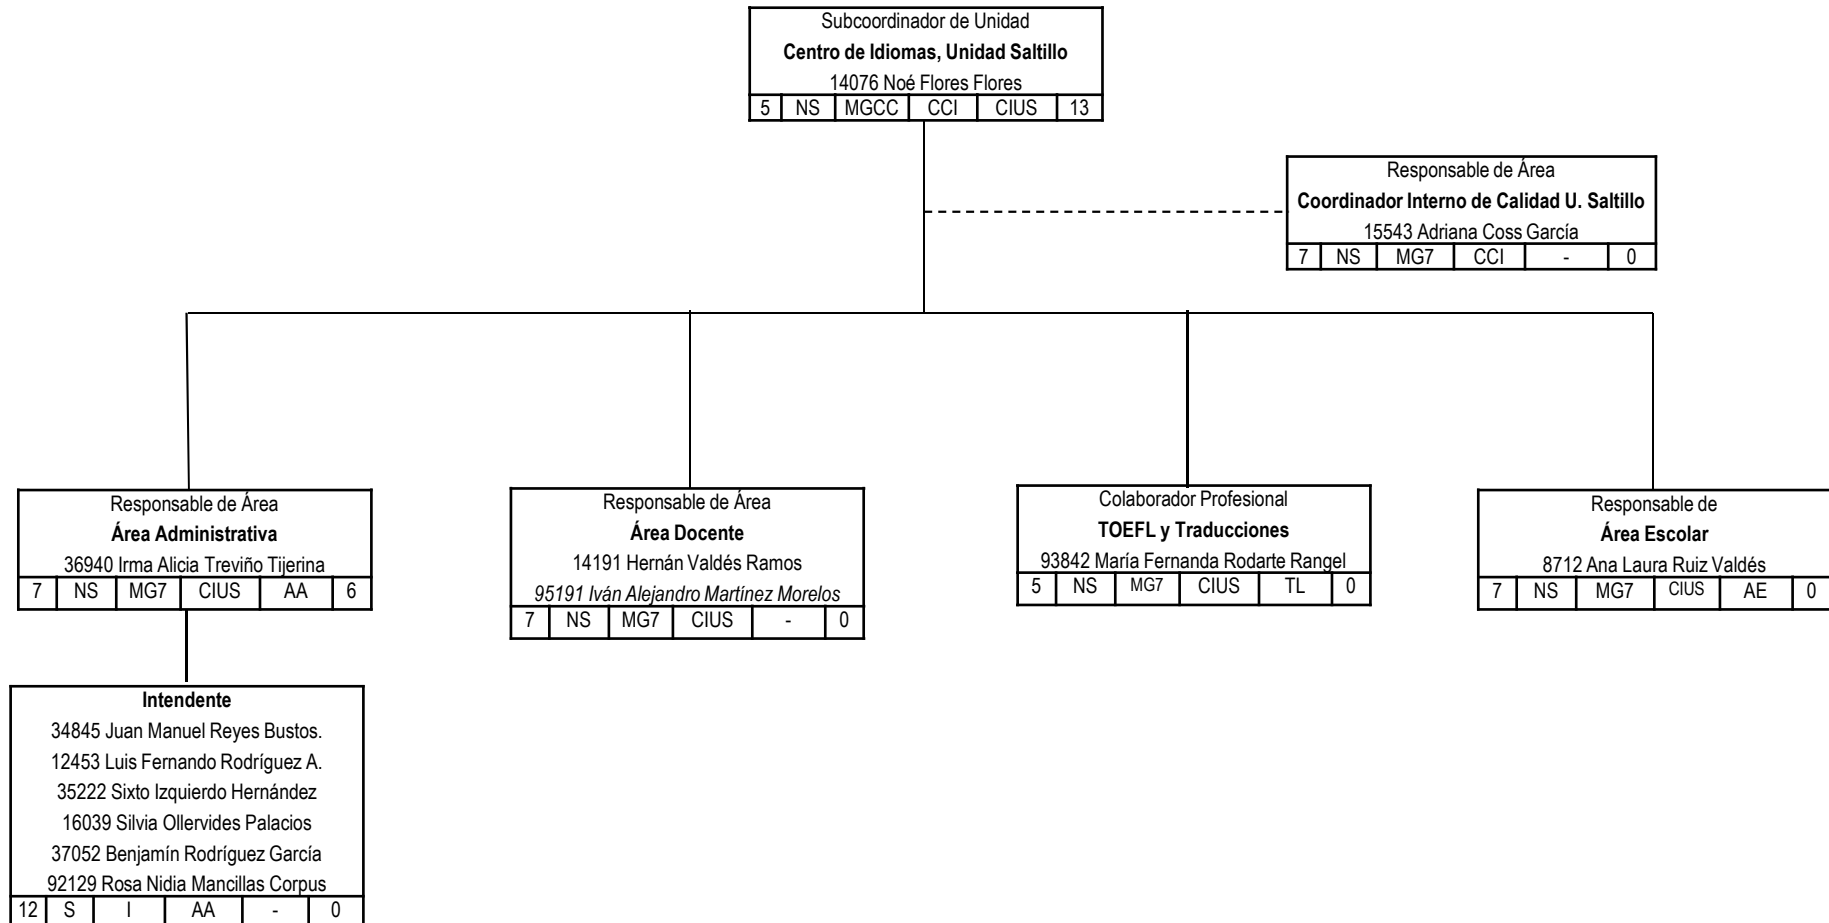 Subcoordinador de Unidad
Centro de Idiomas, Unidad Saltillo
14076 Noé Flores Flores
5 NS MGCC CCI CIUS 13
Responsable de Área
Coordinador Interno de Calidad U. Saltillo
15543 Adriana Coss García
7 NS MG7 CCI - 0
Responsable de Área
Área Administrativa
36940 Irma Alicia Treviño Tijerina
7 NS MG7 CIUS AA 6
Responsable de Área
Área Docente
14191 Hernán Valdés Ramos
95191 Iván Alejandro Martínez Morelos
7 NS MG7 CIUS - 0
Colaborador Profesional
TOEFL y Traducciones
93842 María Fernanda Rodarte Rangel
5 NS MG7 CIUS TL 0
Responsable de
Área Escolar
8712 Ana Laura Ruiz Valdés
7 NS MG7 CIUS AE 0
Intendente
34845 Juan Manuel Reyes Bustos.
12453 Luis Fernando Rodríguez A.
35222 Sixto Izquierdo Hernández
16039 Silvia Ollervides Palacios
37052 Benjamín Rodríguez García
92129 Rosa Nidia Mancillas Corpus
12 S I AA - 0